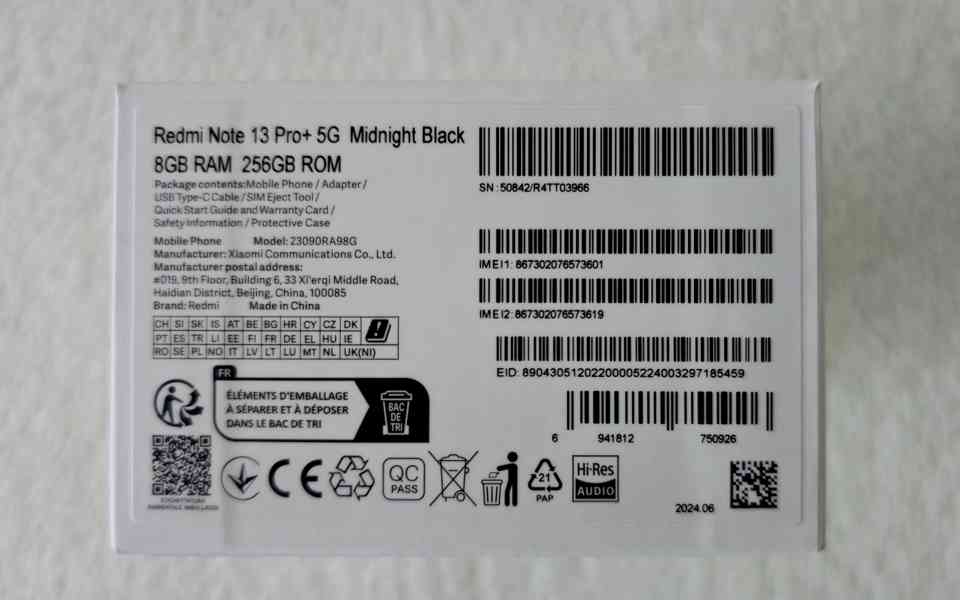 Redmi Note 13 Pro+ 5G Midnight Black
8GB RAM 256GB ROM
Package contents:Mobile Phone / Adapter /
USB Type-C Cable / SIM Eject Tool /
Quick Start Guide and Warranty Card /
Safety Information / Protective Case
Mobile Phone Model: 23090RA98G
Manufacturer: Xiaomi Communications Co., Ltd.
Manufacturer postal address:
#019, 9th Floor, Building 6, 33 Xi'erqi Middle Road,
Haidian District, Beijing, China, 100085
Brand: Redmi Made in China
CH SI SK IS AT BE BG HR CY CZ DK
PT ES TR LI EE FI FR DE EL HU IE
RO SE PL NO IT LV LT LU MT NL UK(NI)
FR
ÉLÉMENTS D'EMBALLAGE
À SÉPARER ET À DÉPOSER
DANS LE BAC DE TRI
BAC
DE
TRI
CE
QC
PASS
21
PAP
Hi-Res
AUDIO
SN : 50842/R4TT03966
IMEI1: 867302076573601
IMEI2: 867302076573619
EID: 89043051202200005224003297185459
6 941812 750926
2024.06